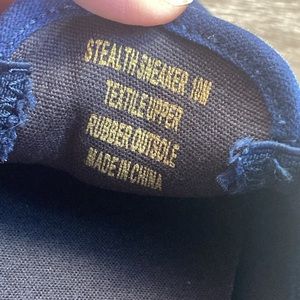 STEALTH SNEAKER 10M
TEXTILE UPPER
RUBBER OUTSOLE
MADE IN CHINA